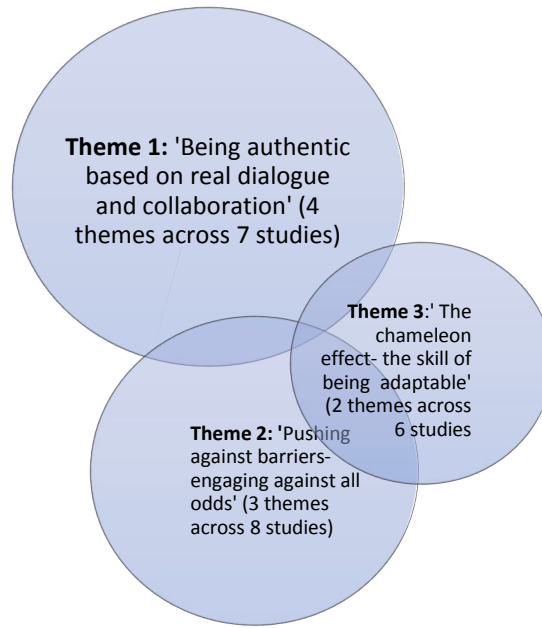 Theme 1: 'Being authentic
based on real dialogue
and collaboration' (4
themes across 7 studies)
Theme 3:' The
chameleon
effect- the skill of
being adaptable'
(2 themes across
6 studies
Theme 2: 'Pushing
against barriers-
engaging against all
odds' (3 themes
across 8 studies)